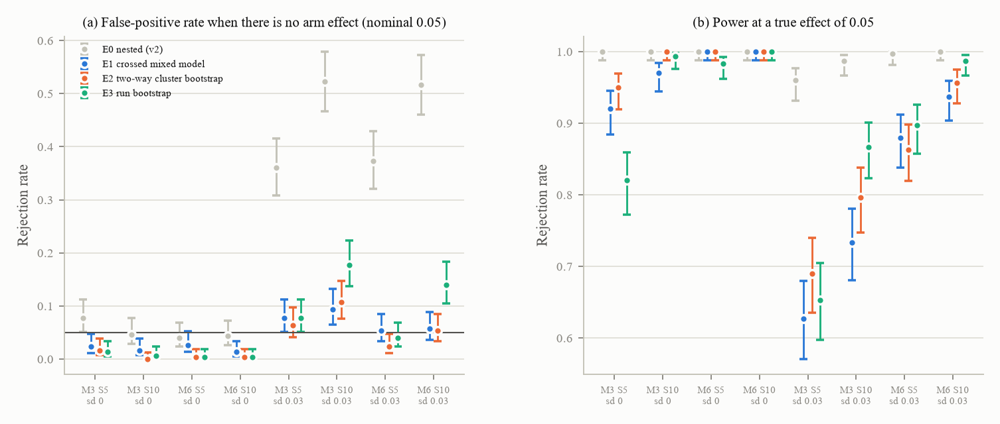 (a) False-positive rate when there is no arm effect (nominal 0.05)
Rejection rate
0.6
0.5
0.4
0.3
0.2
0.1
0.0
E0 nested (v2)
E1 crossed mixed model
E2 two-way cluster bootstrap
E3 run bootstrap
M3 S5
sd 0
M3 S10
sd 0
M6 S5
sd 0
M6 S10
sd 0
M3 S5
sd 0.03
M3 S10
sd 0.03
M6 S5
sd 0.03
M6 S10
sd 0.03
(b) Power at a true effect of 0.05
Rejection rate
1.0
0.9
0.8
0.7
0.6
M3 S5
sd 0
M3 S10
sd 0
M6 S5
sd 0
M6 S10
sd 0
M3 S5
sd 0.03
M3 S10
sd 0.03
M6 S5
sd 0.03
M6 S10
sd 0.03